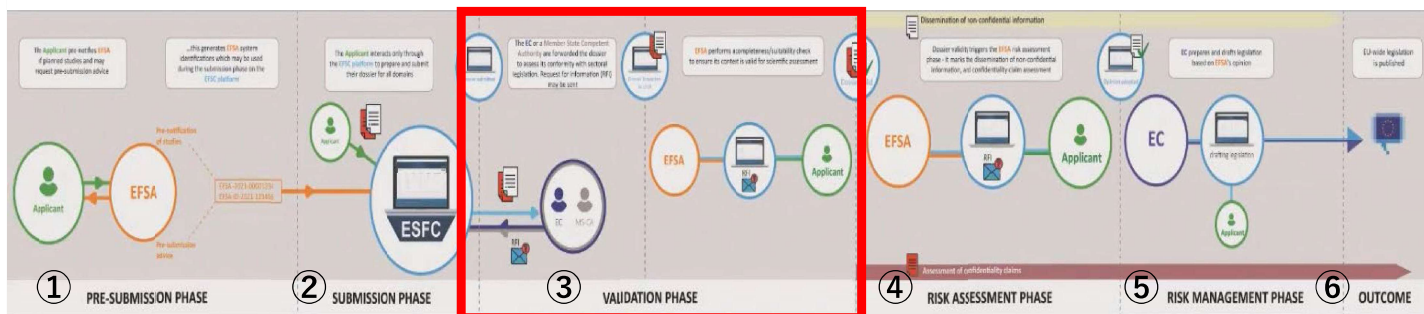 The Applicant pre-notifies EFSA
if planned studies and may
request pre-submission advice
...this generates EFSA system
identifications which may be used
during the submission phase on the
EFSC platform
Pre-notification
of studies
Applicant
EFSA
Pre-submission
advice
① PRE-SUBMISSION PHASE
The Applicant interacts only through
the EFSC platform to prepare and submit
their dossier for all domains
Applicant
ESFC
② SUBMISSION PHASE
The EC or a Member State Competent
Authority are forwarded the dossier
to assess its conformity with sectoral
legislation. Request for information (RFI)
may be sent
EC
MS-CA
RFI
EFSA performs a completeness/suitability check
to ensure its content is valid for scientific assessment
EFSA
RFI
Applicant
③ VALIDATION PHASE
Dissemination of non-confidential information
Dossier validity triggers the EFSA risk assessment
phase - it marks the dissemination of non-confidential
information, and confidentiality claim assessment
EFSA
RFI
Applicant
Assessment of confidentiality claims
④ RISK ASSESSMENT PHASE
EC prepares and drafts legislation
based on EFSA's opinion
EC
drafting legislation
Applicant
⑤ RISK MANAGEMENT PHASE
EU-wide legislation
is published
⑥ OUTCOME